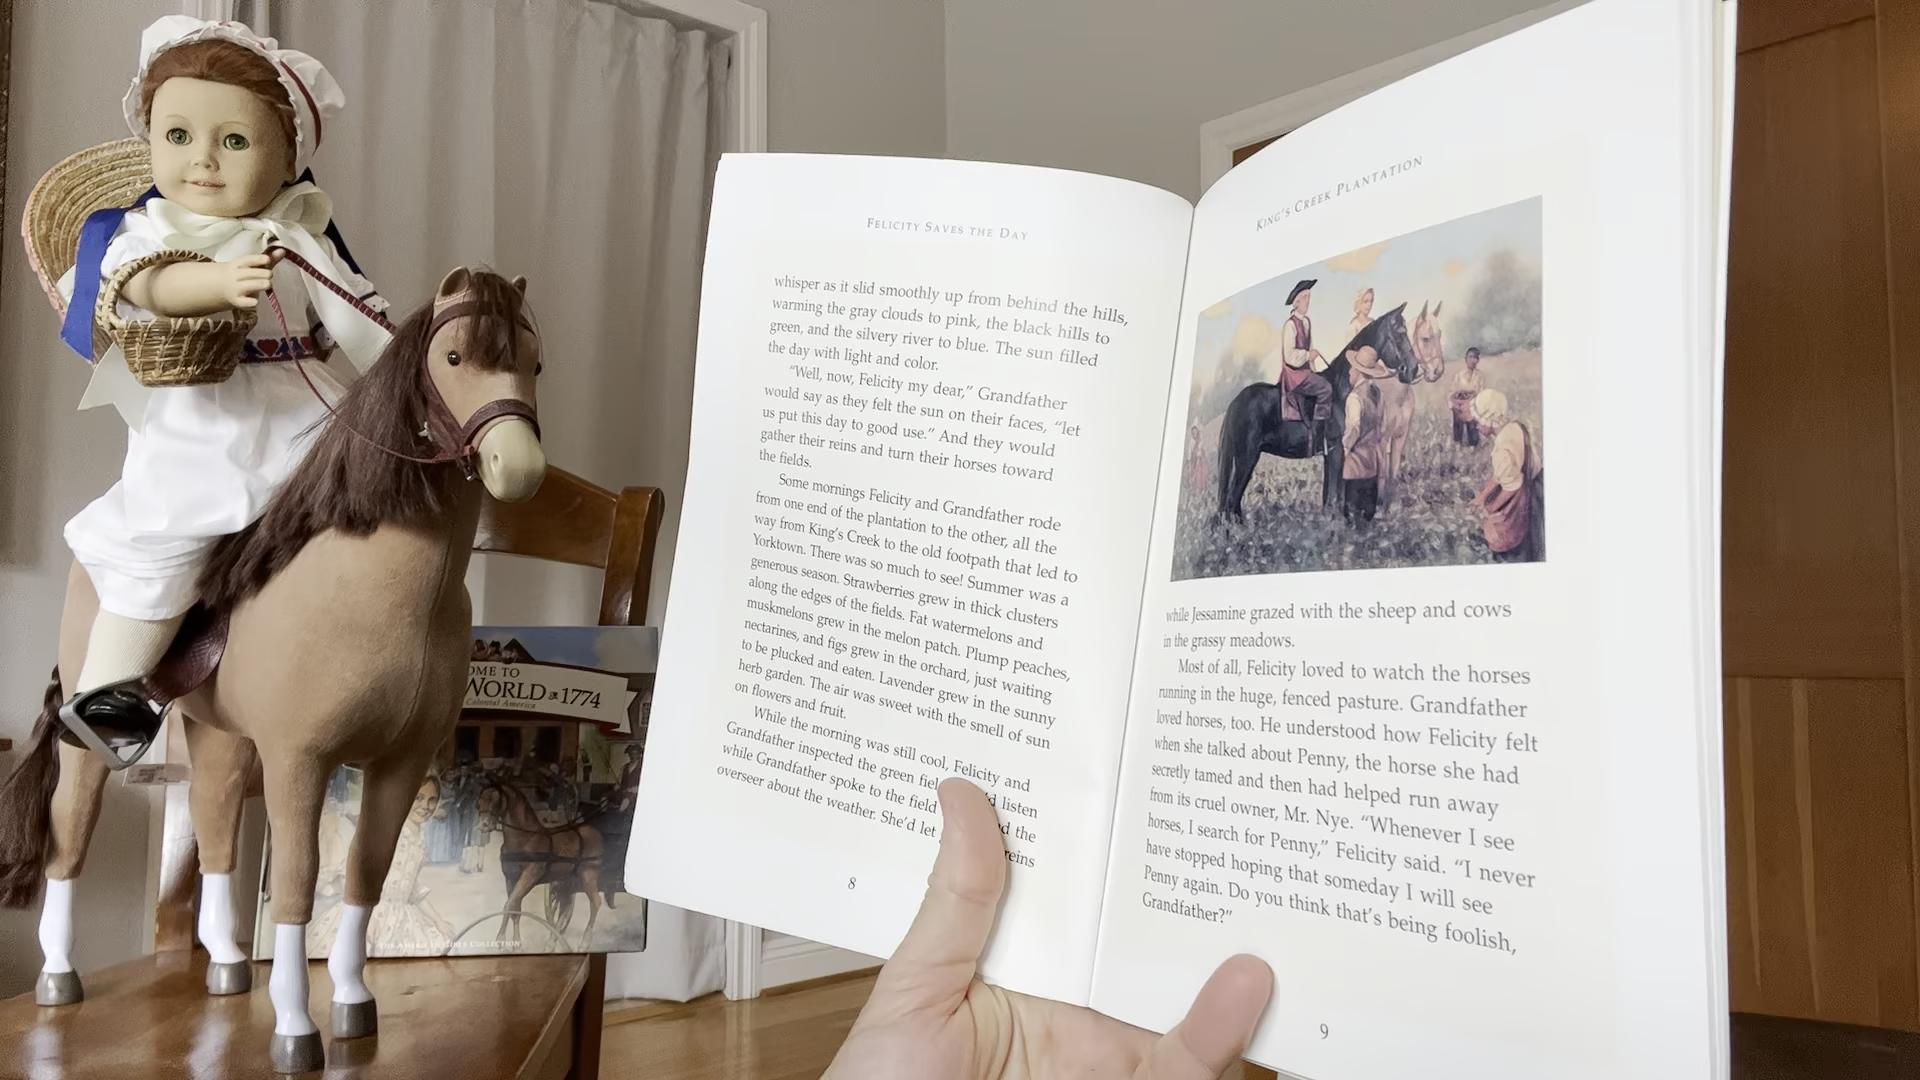 FELICITY SAVES THE DAY
whisper as it slid smoothly up from behind the hills,
warming the gray clouds to pink, the black hills to
green, and the silvery river to blue. The sun filled
the day with light and color.
“Well, now, Felicity my dear,” Grandfather
would say as they felt the sun on their faces, “let
us put this day to good use.” And they would
gather their reins and turn their horses toward
the fields.
Some mornings Felicity and Grandfather rode
from one end of the plantation to the other, all the
way from King’s Creek to the old footpath that led to
Yorktown. There was so much to see! Summer was a
generous season. Strawberries grew in thick clusters
along the edges of the fields. Fat watermelons and
muskmelons grew in the melon patch. Plump peaches,
nectarines, and figs grew in the orchard, just waiting
to be plucked and eaten. Lavender grew in the sunny
herb garden. The air was sweet with the smell of sun
on flowers and fruit.
While the morning was still cool, Felicity and
Grandfather inspected the green listen
while Grandfather spoke to the field the
overseer about the weather. She’d let reins
8
KING’S CREEK PLANTATION
while Jessamine grazed with the sheep and cows
in the grassy meadows.
Most of all, Felicity loved to watch the horses
running in the huge, fenced pasture. Grandfather
loved horses, too. He understood how Felicity felt
when she talked about Penny, the horse she had
secretly tamed and then had helped run away
from its cruel owner, Mr. Nye. “Whenever I see
horses, I search for Penny,” Felicity said. “I never
have stopped hoping that someday I will see
Penny again. Do you think that’s being foolish,
Grandfather?”
9
OME TO
WORLD 1774
Colonial America
THE AMERICAN GIRLS COLLECTION